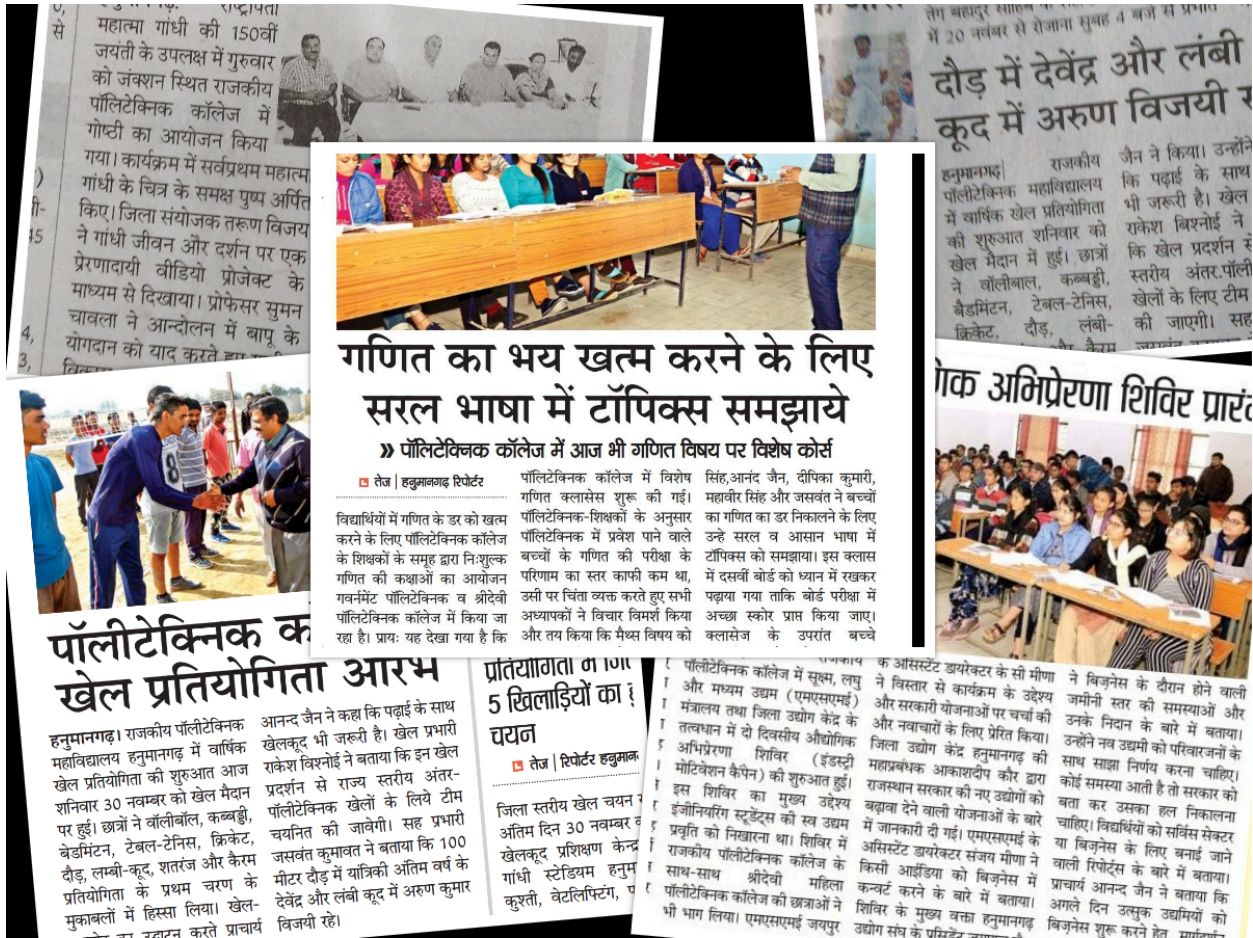 से
महात्मा गांधी की 150वीं
जयंती के उपलक्ष में गुरुवार
को जंक्शन स्थित राजकीय
पॉलिटेक्निक कॉलेज में
गोष्ठी का आयोजन किया
गया। कार्यक्रम में सर्वप्रथम महात्म
गांधी के चित्र के समक्ष पुष्प अर्पित
किए। जिला संयोजक तरूण विजय
ने गांधी जीवन और दर्शन पर एक
प्रेरणादायी वीडियो प्रोजेक्ट के
माध्यम से दिखाया। प्रोफेसर सुमन
चावला ने आन्दोलन में बापू के
योगदान को याद करते हुए
में 20 नवंबर से रोजाना सुबह 4 बजे से प्रभात
दौड़ में देवेंद्र और लंबी
कूद में अरुण विजयी
हनुमानगढ़| राजकीय
पॉलिटेक्निक महाविद्यालय
में वार्षिक खेल प्रतियोगिता
की शुरुआत शनिवार को
खेल मैदान में हुई। छात्रों
ने वॉलीबाल, कब्बड्डी,
बैडमिंटन, टेबल-टेनिस,
क्रिकेट, दौड़, लंबी-
जैन ने किया। उन्होंने
कि पढ़ाई के साथ
भी जरूरी है। खेल
राकेश बिश्नोई ने
कि खेल प्रदर्शन से
स्तरीय अंतर.पॉली
खेलों के लिए टीम
की जाएगी। सह
गणित का भय खत्म करने के लिए
सरल भाषा में टॉपिक्स समझाये
» पॉलिटेक्निक कॉलेज में आज भी गणित विषय पर विशेष कोर्स
तेज | हनुमानगढ़ रिपोर्टर
विद्यार्थियों में गणित के डर को खत्म
करने के लिए पॉलिटेक्निक कॉलेज
के शिक्षकों के समूह द्वारा निःशुल्क
गणित की कक्षाओं का आयोजन
गवर्नमेंट पॉलिटेक्निक व श्रीदेवी
पॉलिटेक्निक कॉलेज में किया जा
रहा है। प्रायः यह देखा गया है कि
पॉलिटेक्निक कॉलेज में विशेष
गणित क्लासेस शुरू की गई।
पॉलिटेक्निक-शिक्षकों के अनुसार
पॉलिटेक्निक में प्रवेश पाने वाले
बच्चों के गणित की परीक्षा के
परिणाम का स्तर काफी कम था,
उसी पर चिंता व्यक्त करते हुए सभी
अध्यापकों ने विचार विमर्श किया
और तय किया कि मैथ्स विषय को
सिंह,आनंद जैन, दीपिका कुमारी,
महावीर सिंह और जसवंत ने बच्चों
का गणित का डर निकालने के लिए
उन्हे सरल व आसान भाषा में
टॉपिक्स को समझाया। इस क्लास
में दसवीं बोर्ड को ध्यान में रखकर
पढ़ाया गया ताकि बोर्ड परीक्षा में
अच्छा स्कोर प्राप्त किया जाए।
क्लासेज के उपरांत बच्चे
अभिप्रेरणा शिविर प्रारंभ
पॉलीटेक्निक
खेल प्रतियोगिता आरंभ
हनुमानगढ़। राजकीय पॉलीटेक्निक
महाविद्यालय हनुमानगढ़ में वार्षिक
खेल प्रतियोगिता की शुरुआत आज
शनिवार 30 नवम्बर को खेल मैदान
पर हुई। छात्रों ने वॉलीबॉल, कब्बड्डी,
बेडमिंटन, टेबल-टेनिस, क्रिकेट,
दौड़, लम्बी-कूद, शतरंज और कैरम
प्रतियोगिता के प्रथम चरण के
मुकाबलों में हिस्सा लिया। खेल-
उद्घाटन करते प्राचार्य
आनन्द जैन ने कहा कि पढ़ाई के साथ
खेलकूद भी जरूरी है। खेल प्रभारी
राकेश विश्नोई ने बताया कि इन खेल
प्रदर्शन से राज्य स्तरीय अंतर-
पॉलीटेक्निक खेलों के लिये टीम
चयनित की जावेगी। सह प्रभारी
जसवंत कुमावत ने बताया कि 100
मीटर दौड़ में यांत्रिकी अंतिम वर्ष के
देवेंद्र और लंबी कूद में अरुण कुमार
विजयी रहे।
प्रतियोगिता में
5 खिलाड़ियों का
चयन
तेज | रिपोर्टर हनुमान
जिला स्तरीय खेल चयन
अंतिम दिन 30 नवम्बर
खेलकूद प्रशिक्षण केन्द्र
गांधी स्टेडियम हनुम
कुश्ती, वेटलिफ्टिंग,
राजकीय
पॉलिटेक्निक कॉलेज में सूक्ष्म, लघु
और मध्यम उद्यम (एमएसएमई)
मंत्रालय तथा जिला उद्योग केंद्र के
तत्वधान में दो दिवसीय औद्योगिक
अभिप्रेरणा शिविर (इंडस्ट्री
मोटिवेशन कैपेन) की शुरुआत हुई।
इस शिविर का मुख्य उद्देश्य
इंजीनियरिंग स्टूडेंट्स की स्व उद्यम
प्रवृति को निखारना था। शिविर में
राजकीय पॉलीटेक्निक कॉलेज के
साथ-साथ श्रीदेवी महिला
पॉलीटेक्निक कॉलेज की छात्राओं ने
भी भाग लिया। एमएसएमई जयपुर
के असिस्टेंट डायरेक्टर के सी मीणा
ने विस्तार से कार्यक्रम के उद्देश्य
और सरकारी योजनाओं पर चर्चा की
और नवाचारों के लिए प्रेरित किया।
जिला उद्योग केंद्र हनुमानगढ़ की
महाप्रबंधक आकाशदीप कौर द्वारा
राजस्थान सरकार की नए उद्योगों को
बढ़ावा देने वाली योजनाओं के बारे
में जानकारी दी गई। एमएसएमई के
असिस्टेंट डायरेक्टर संजय मीणा ने
किसी आईडिया को बिज़नेस में
कन्वर्ट करने के बारे में बताया।
शिविर के मुख्य वक्ता हनुमानगढ़
उद्योग संघ के
ने बिज़नेस के दौरान होने वाली
जमीनी स्तर की समस्याओं और
उनके निदान के बारे में बताया।
उन्होंने नव उद्यमी को परिवारजनों के
साथ साझा निर्णय करना चाहिए।
कोई समस्या आती है तो सरकार को
बता कर उसका हल निकालना
चाहिए। विद्यर्थियों को सर्विस सेक्टर
या बिज़नेस के लिए बनाई जाने
वाली रिपोर्ट्स के बारे में बताया।
प्राचार्य आनन्द जैन ने बताया कि
अगले दिन उत्सुक उद्यमियों को
बिज़नेस शुरू करने हेतु